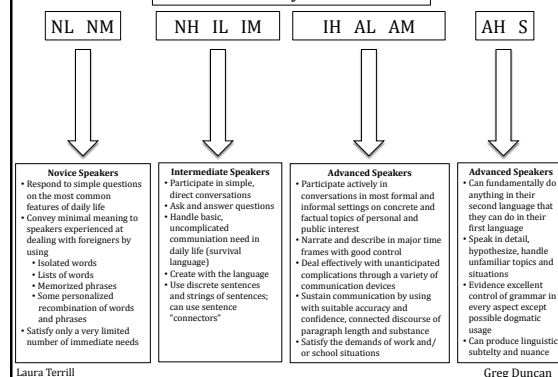 NL NM
NH IL IM
IH AL AM
AH S
Novice Speakers
• Respond to simple questions
on the most common
features of daily life
• Convey minimal meaning to
speakers experienced at
dealing with foreigners by
using
• Isolated words
• Lists of words
• Memorized phrases
• Some personalized
recombination of words
and phrases
• Satisfy only a very limited
number of immediate needs
Intermediate Speakers
• Participate in simple,
direct conversations
• Ask and answer questions
• Handle basic,
uncomplicated
communiation need in
daily life (survival
language)
• Create with the language
• Use discrete sentences
and strings of sentences;
can use sentence
"connectors"
Advanced Speakers
• Participate actively in
conversations in most formal and
informal settings on concrete and
factual topics of personal and
public interest
• Narrate and describe in major time
frames with good control
• Deal effectively with unanticipated
complications through a variety of
communication devices
• Sustain communication by using
with suitable accuracy and
confidence, connected discourse of
paragraph length and substance
• Satisfy the demands of work and/
or school situations
Advanced Speakers
• Can fundamentally do
anything in their
second language that
they can do in their
first language
• Speak in detail,
hypothesize, handle
unfamiliar topics and
situations
• Evidence excellent
control of grammar in
every aspect except
possible dogmatic
usage
• Can produce linguistic
subtelty and nuance
Laura Terrill
Greg Duncan